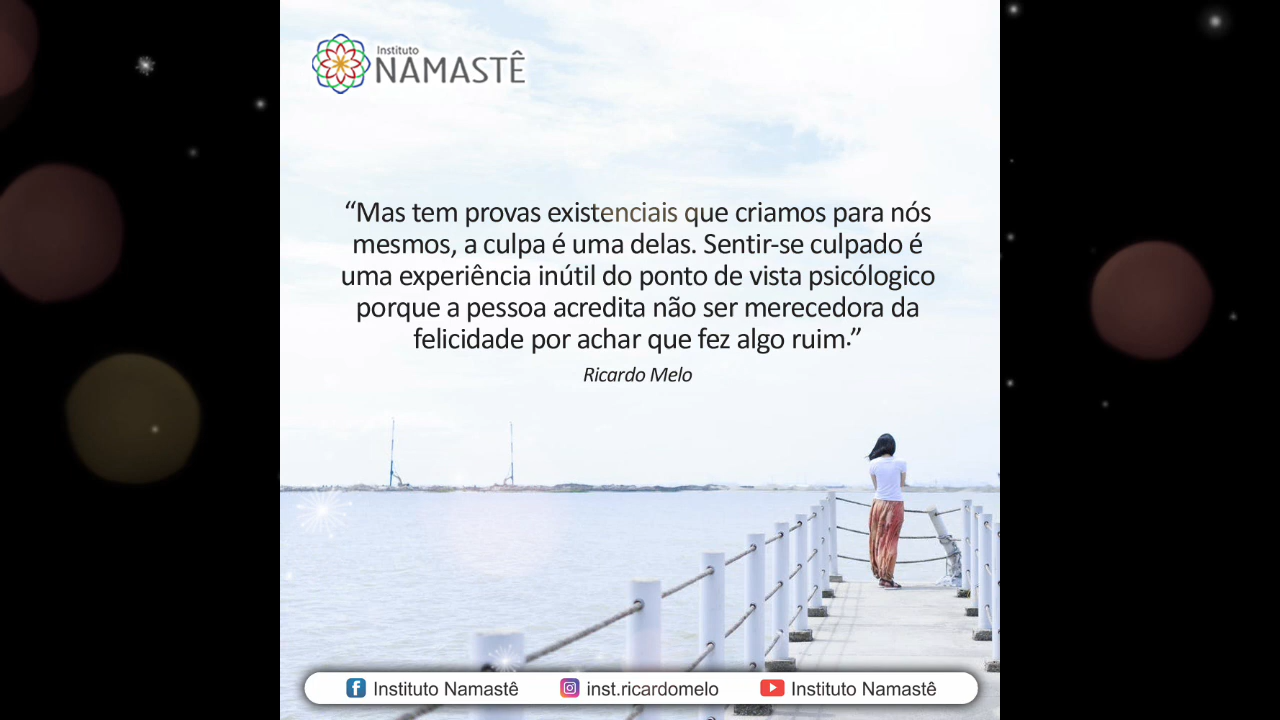 Instituto
NAMASTÊ
“Mas tem provas existenciais que criamos para nós
mesmos, a culpa é uma delas. Sentir-se culpado é
uma experiência inútil do ponto de vista psicólogico
porque a pessoa acredita não ser merecedora da
felicidade por achar que fez algo ruim.”
Ricardo Melo
Instituto Namastê inst.ricardomelo Instituto Namastê